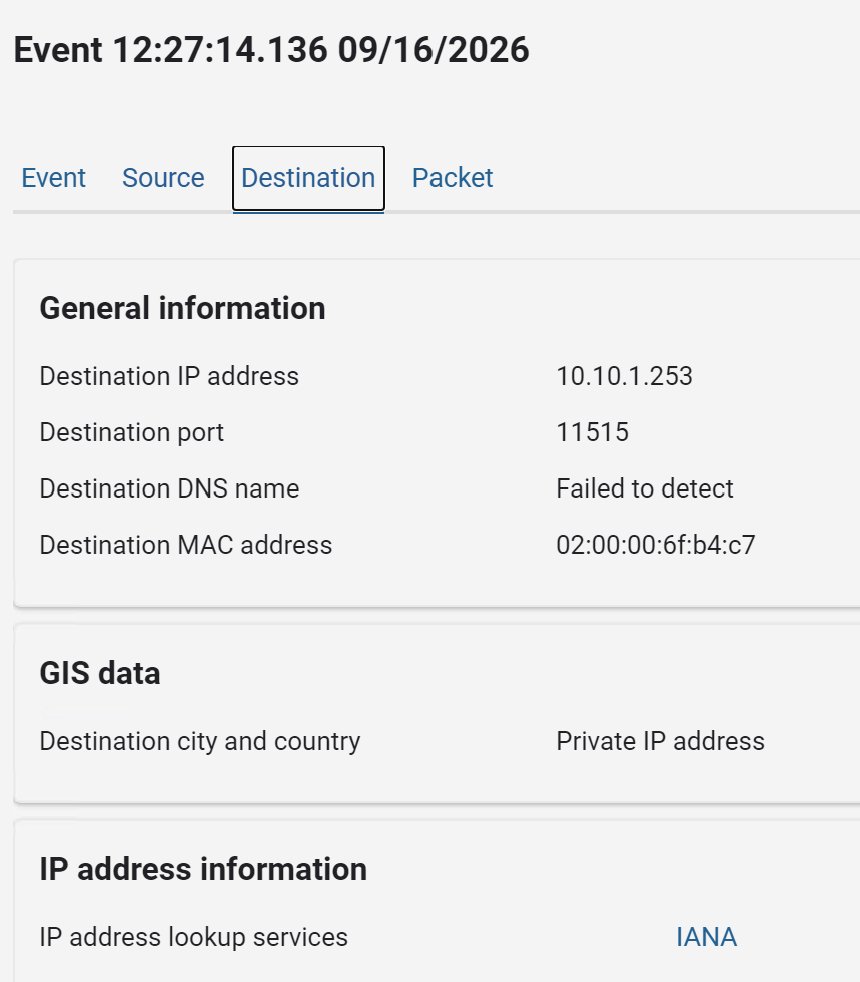 Event 12:27:14.136 09/16/2026
Event Source Destination Packet
General information
Destination IP address 10.10.1.253
Destination port 11515
Destination DNS name Failed to detect
Destination MAC address 02:00:00:6f:b4:c7
GIS data
Destination city and country Private IP address
IP address information
IP address lookup services IANA